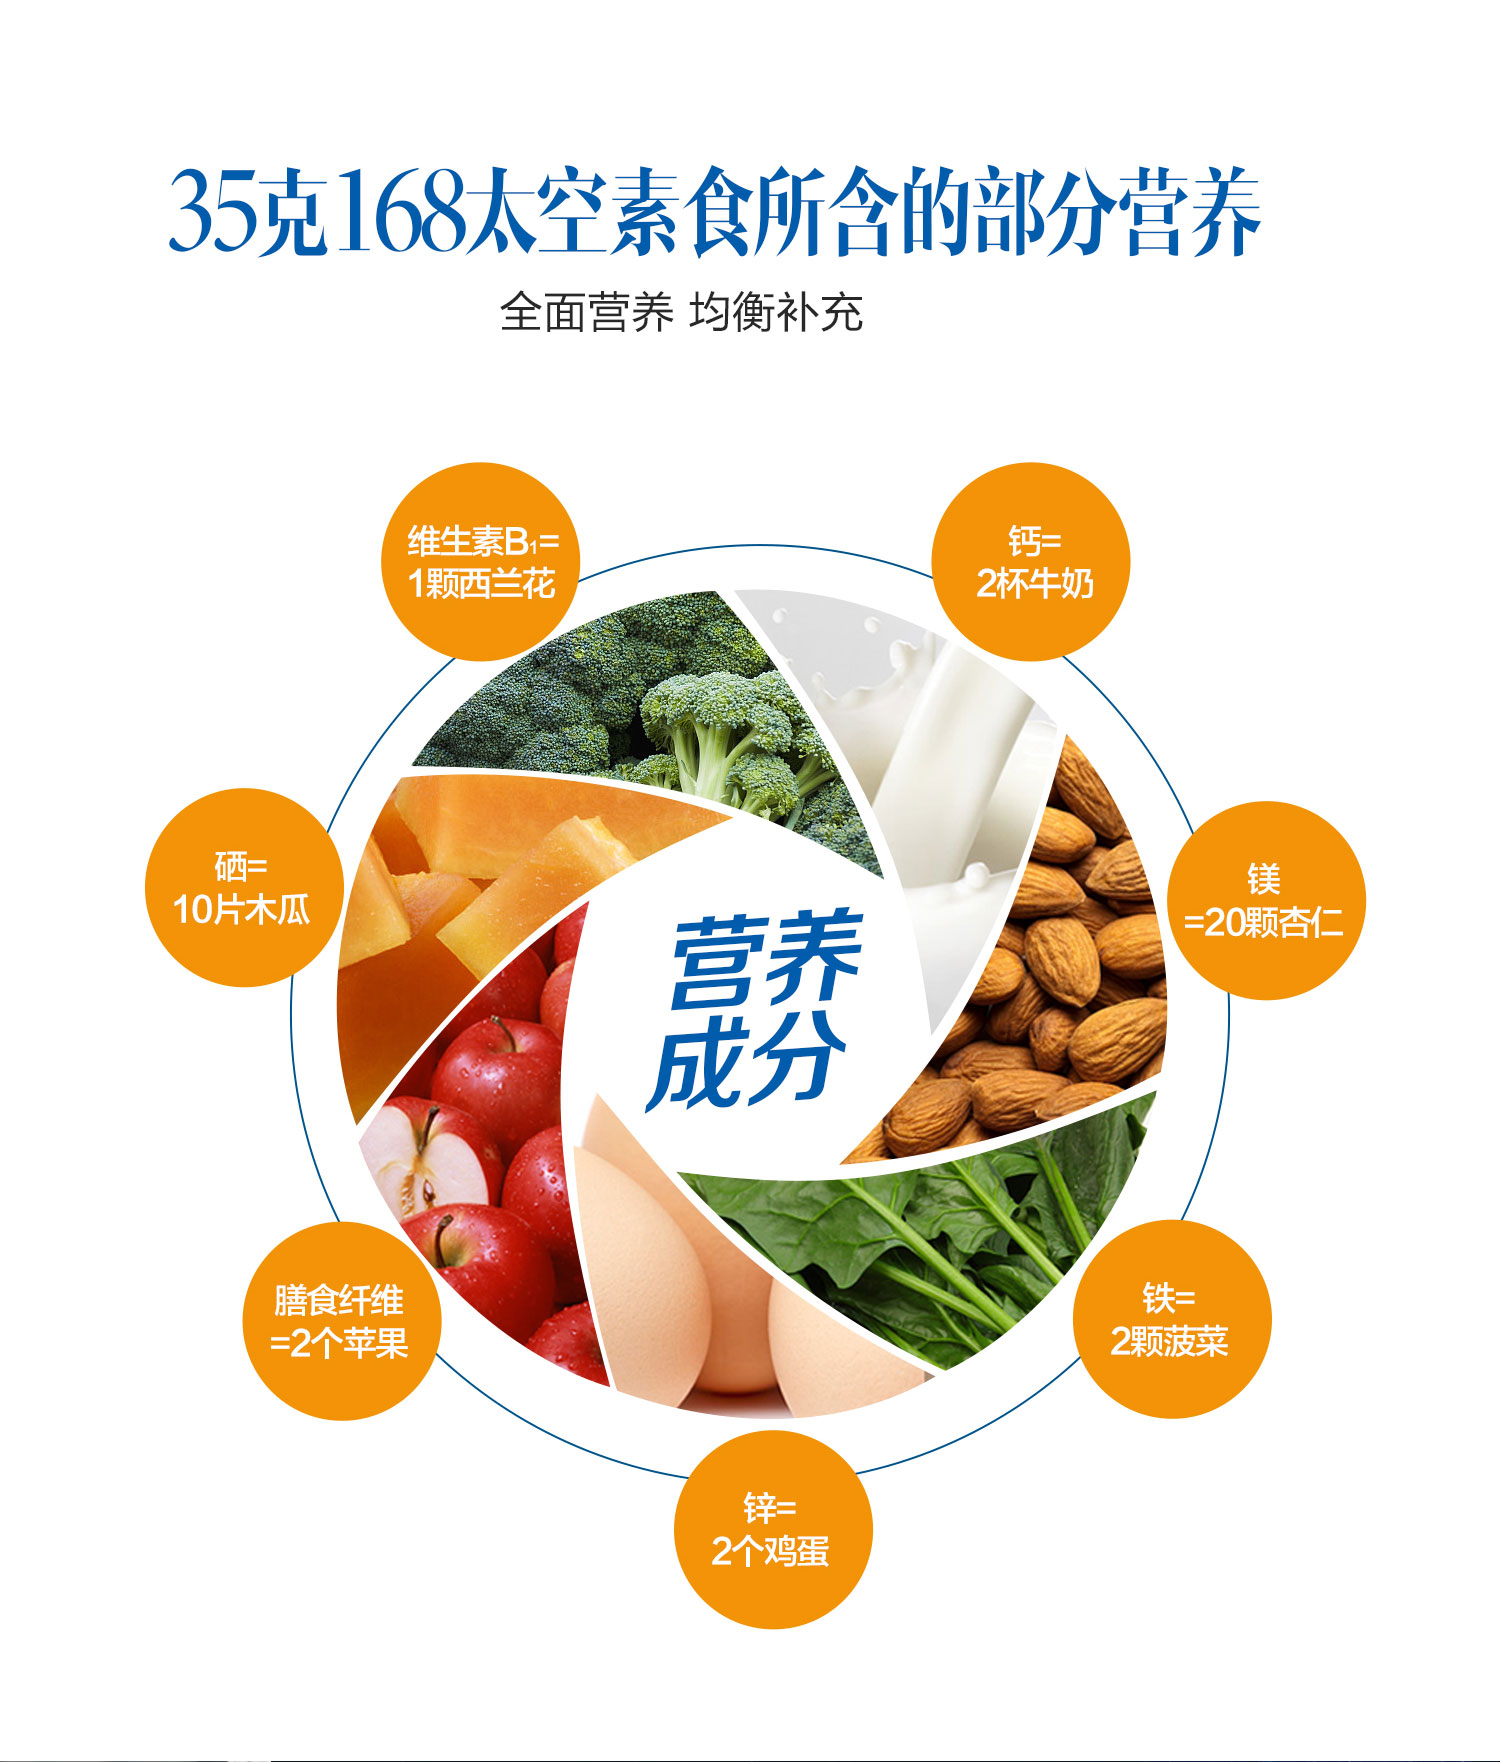 35克168太空素食所含的部分营养
全面营养 均衡补充
维生素B₁=
1颗西兰花
钙=
2杯牛奶
硒=
10片木瓜
镁
=20颗杏仁
营养
成分
膳食纤维
=2个苹果
铁=
2颗菠菜
锌=
2个鸡蛋